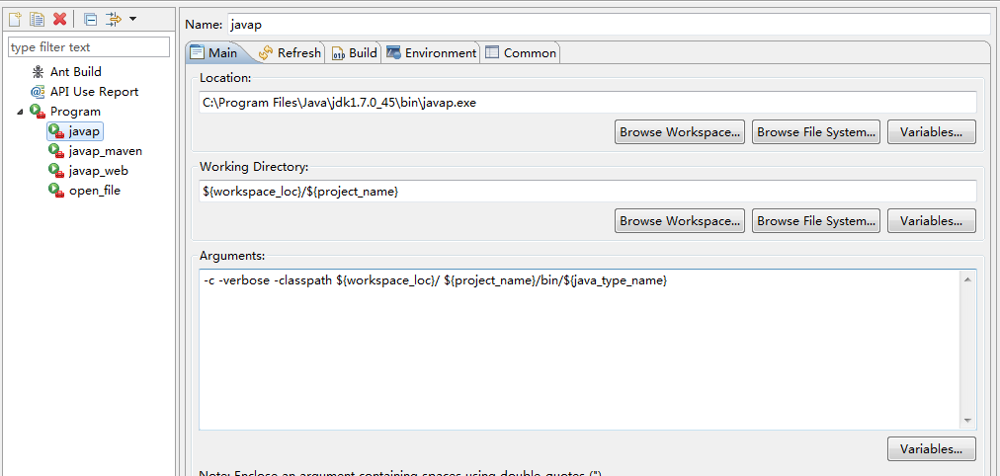 Name: javap
type filter text
Ant Build
API Use Report
Program
javap
javap_maven
javap_web
open_file
Main Refresh Build Environment Common
Location:
C:\Program Files\Java\jdk1.7.0_45\bin\javap.exe
Browse Workspace... Browse File System... Variables...
Working Directory:
${workspace_loc}/${project_name}
Browse Workspace... Browse File System... Variables...
Arguments:
-c -verbose -classpath ${workspace_loc}/ ${project_name}/bin/${java_type_name}
Variables...
Note: Enclose an argument containing spaces using double-quotes (").